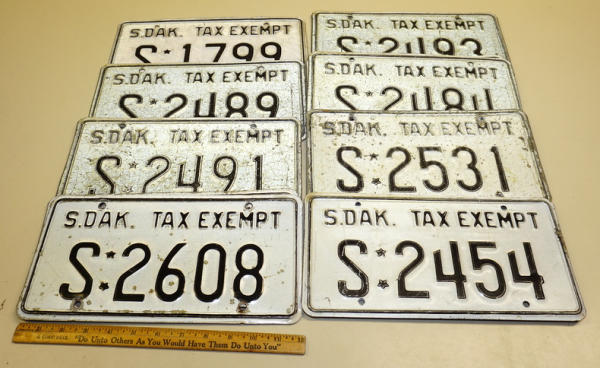 S.DAK. TAX EXEMPT
S*1799
S.DAK. TAX EXEMPT
S*2493
S.DAK. TAX EXEMPT
S*2489
S.DAK. TAX EXEMPT
S*2484
S.DAK. TAX EXEMPT
S*2491
S.DAK. TAX EXEMPT
S*2531
S.DAK. TAX EXEMPT
S*2608
S.DAK. TAX EXEMPT
S*2454
"Do Unto Others As You Would Have Them Do Unto You"